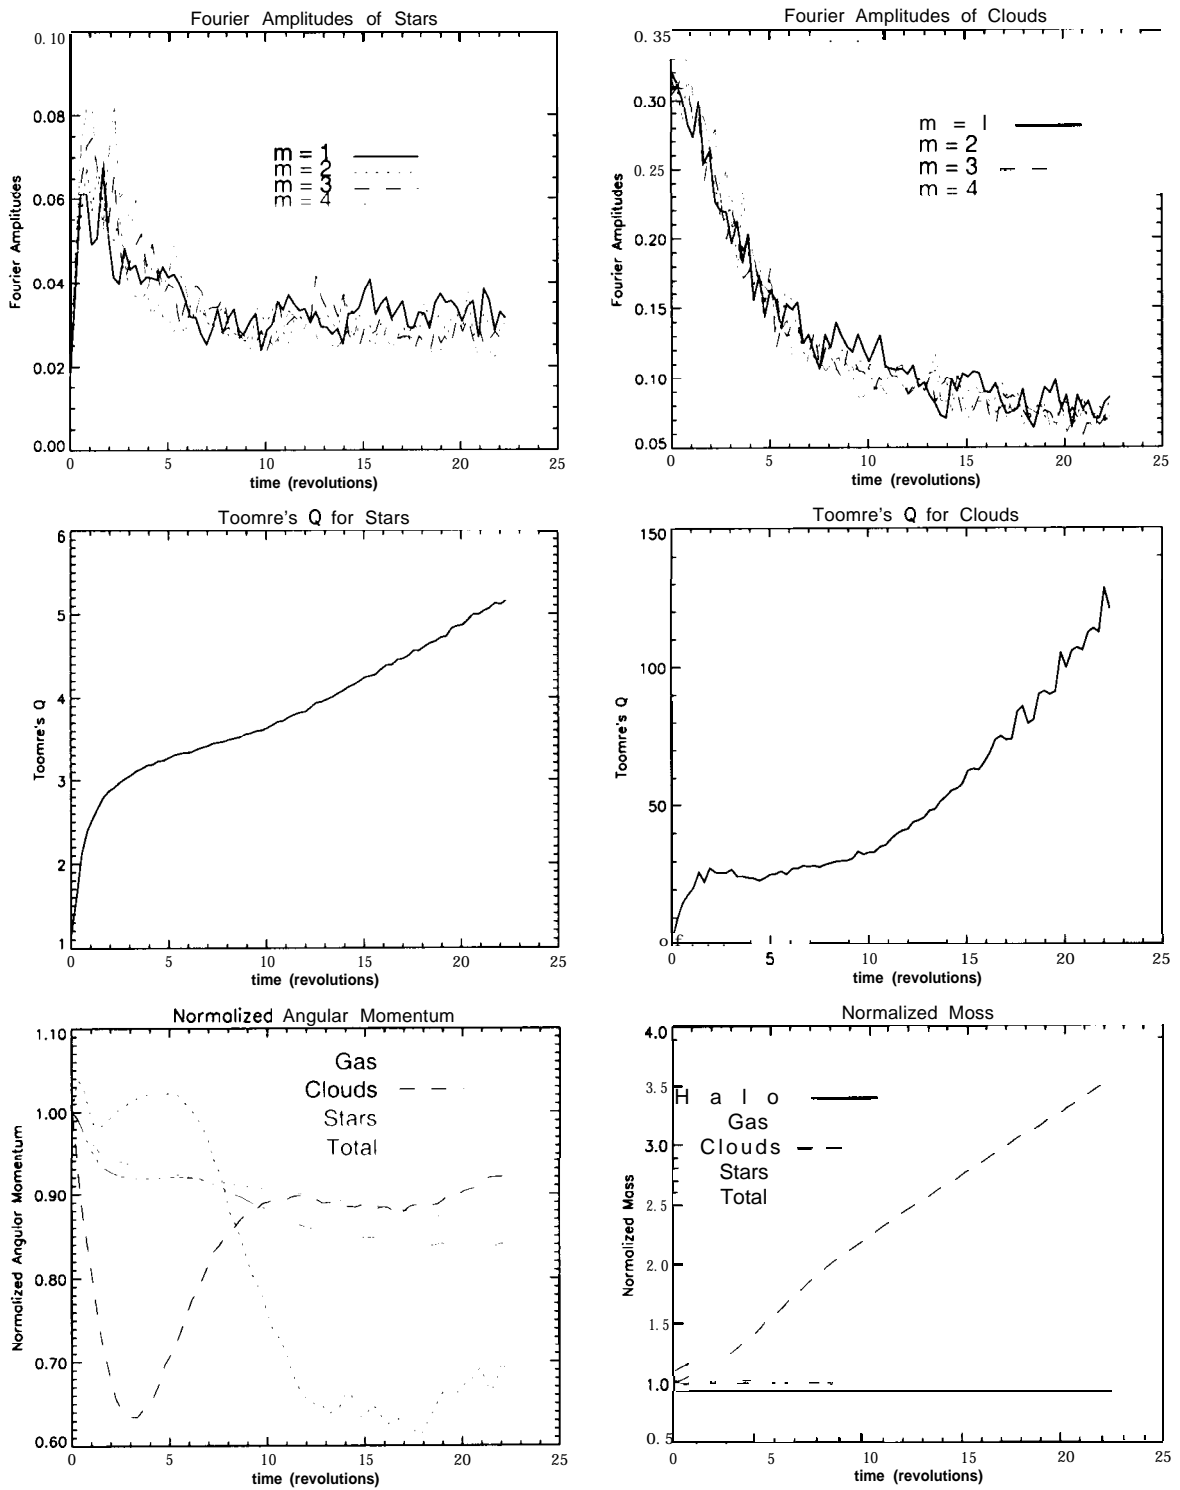 Fourier Amplitudes of Stars
0.10
0.08
0.06
0.04
0.02
0.00
Fourier Amplitudes
m = 1
m = 2
m = 3
m = 4
0 5 10 15 20 25
time (revolutions)
Fourier Amplitudes of Clouds
0. 35
0.30
0.25
0.20
0.15
0.10
0.05
Fourier Amplitudes
m = l
m = 2
m = 3
m = 4
0 5 10 15 20 25
time (revolutions)
Toomre's Q for Stars
6
5
4
3
2
1
Toomre's Q
0 5 10 15 20 25
time (revolutions)
Toomre's Q for Clouds
150
100
50
Toomre's Q
0 5 10 15 20 25
time (revolutions)
Normalized Angular Momentum
1.10
1.00
0.90
0.80
0.70
0.60
Normalized Angular Momentum
Gas
Clouds
Stars
Total
0 5 10 15 20 25
time (revolutions)
Normalized Moss
4.0
3.5
3.0
2.5
2.0
1.5
1.0
0. 5
Normalized Mass
H a l o
Gas
Clouds
Stars
Total
0 5 10 15 20 25
time (revolutions)